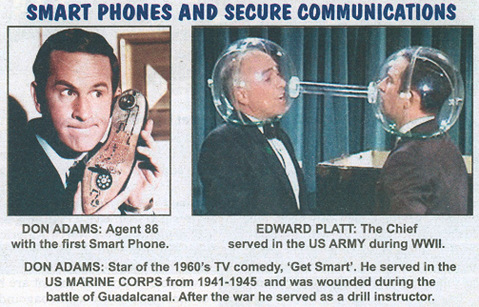 SMART PHONES AND SECURE COMMUNICATIONS
DON ADAMS: Agent 86
with the first Smart Phone.
EDWARD PLATT: The Chief
served in the US ARMY during WWII.
DON ADAMS: Star of the 1960's TV comedy, 'Get Smart'. He served in the
US MARINE CORPS from 1941-1945 and was wounded during the
battle of Guadalcanal. After the war he served as a drill instructor.